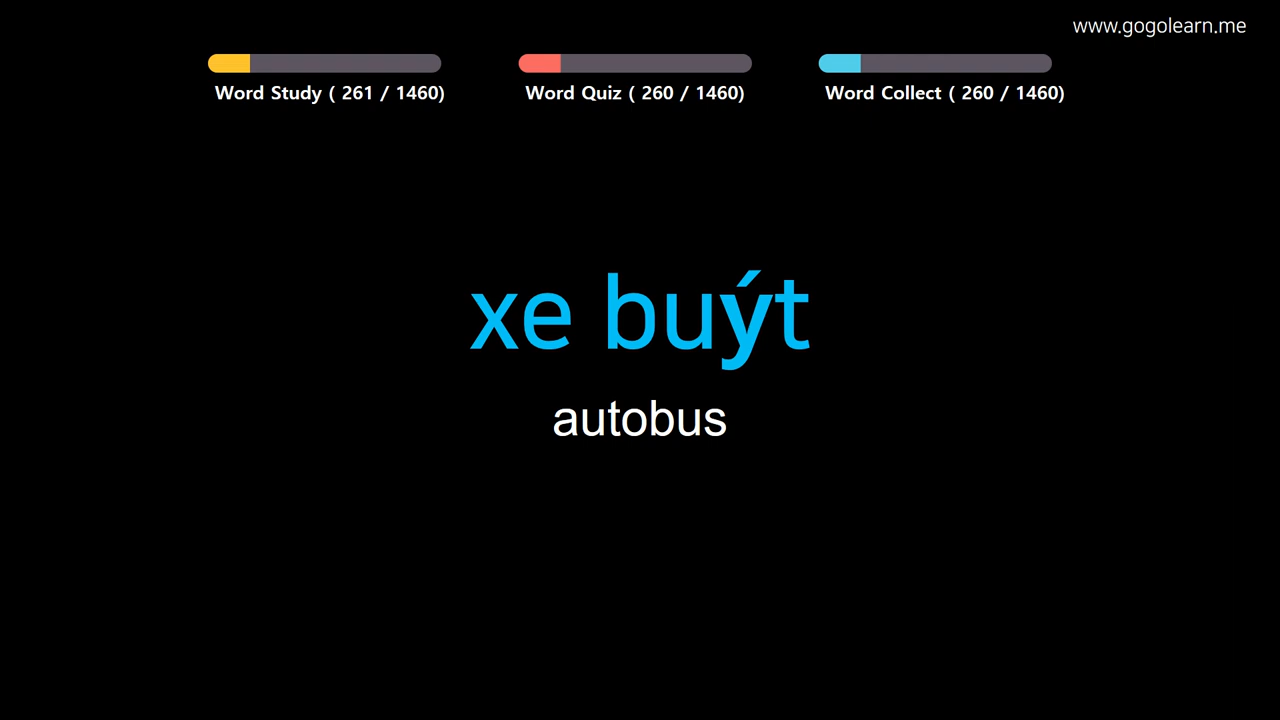 www.gogolearn.me
Word Study ( 261 / 1460)
Word Quiz ( 260 / 1460)
Word Collect ( 260 / 1460)
xe buýt
autobus